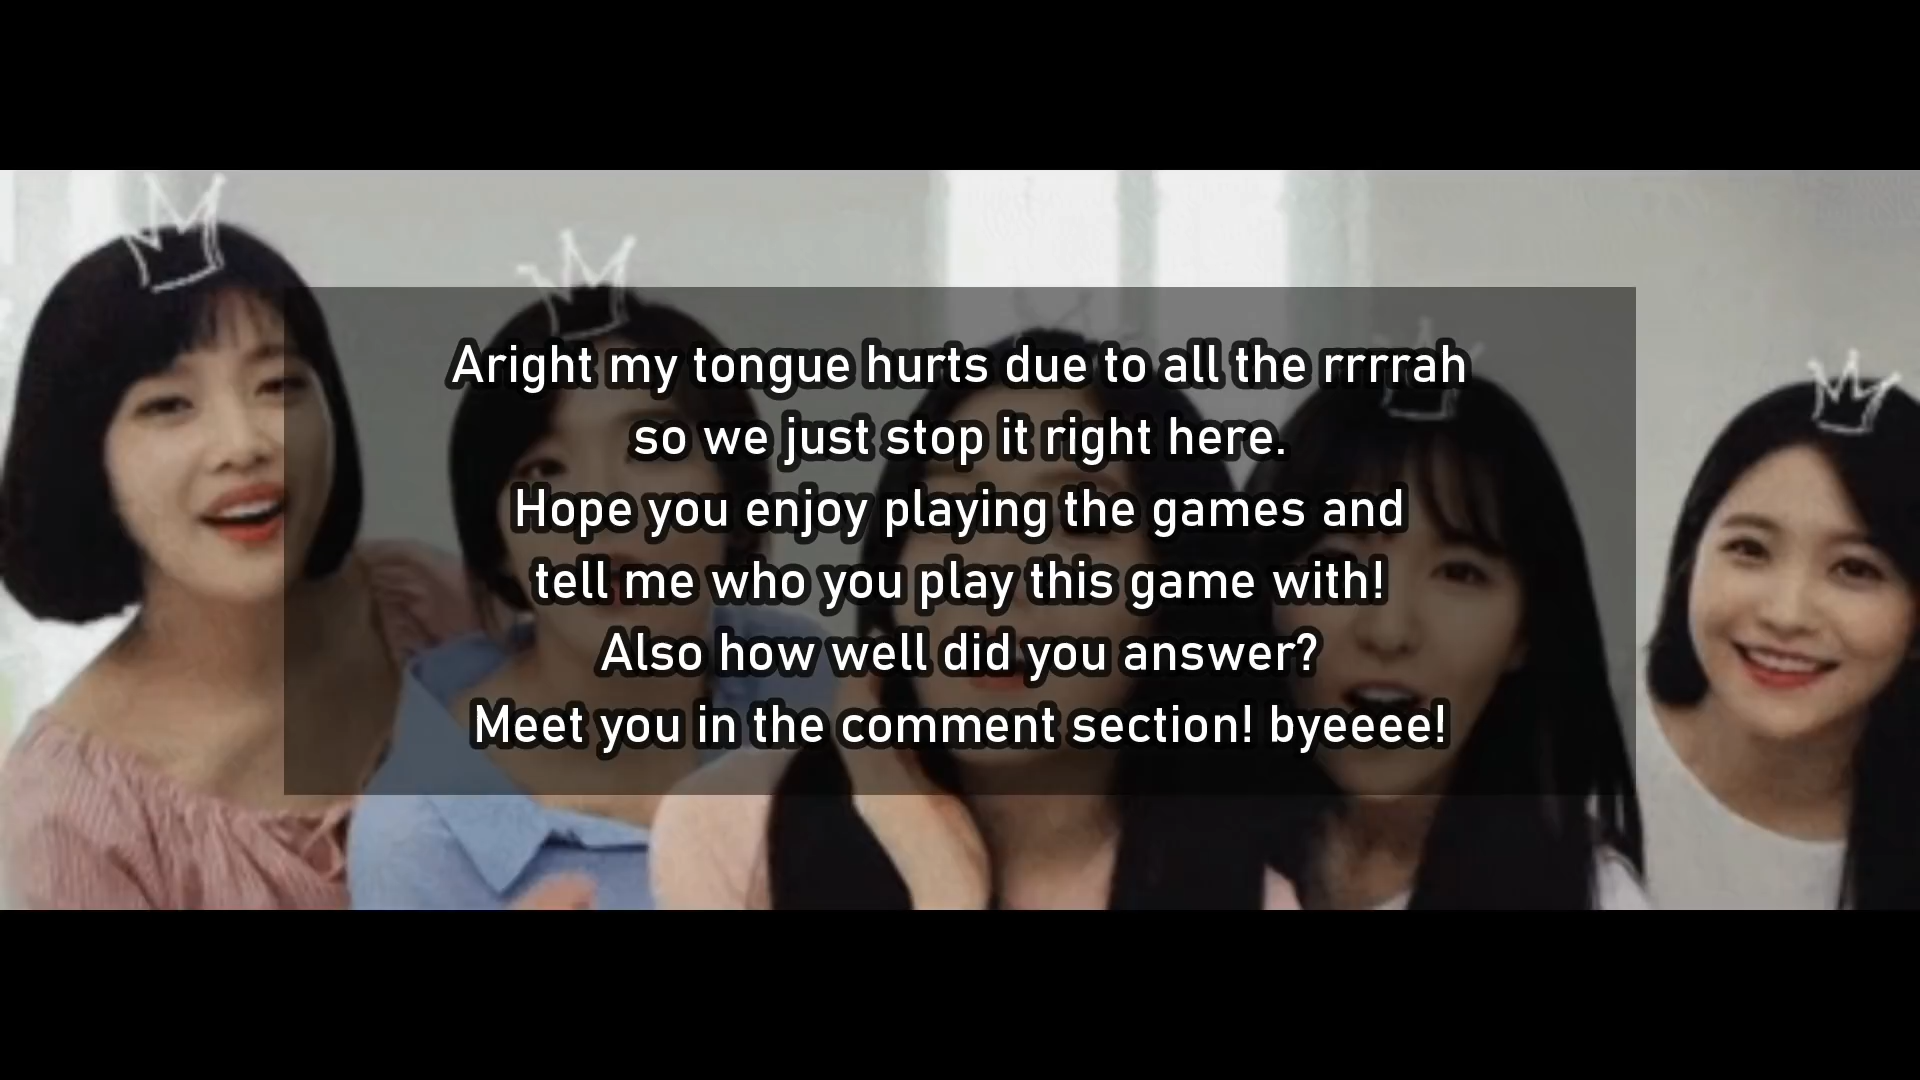 Aright my tongue hurts due to all the rrrrah
so we just stop it right here.
Hope you enjoy playing the games and
tell me who you play this game with!
Also how well did you answer?
Meet you in the comment section! byeeee!